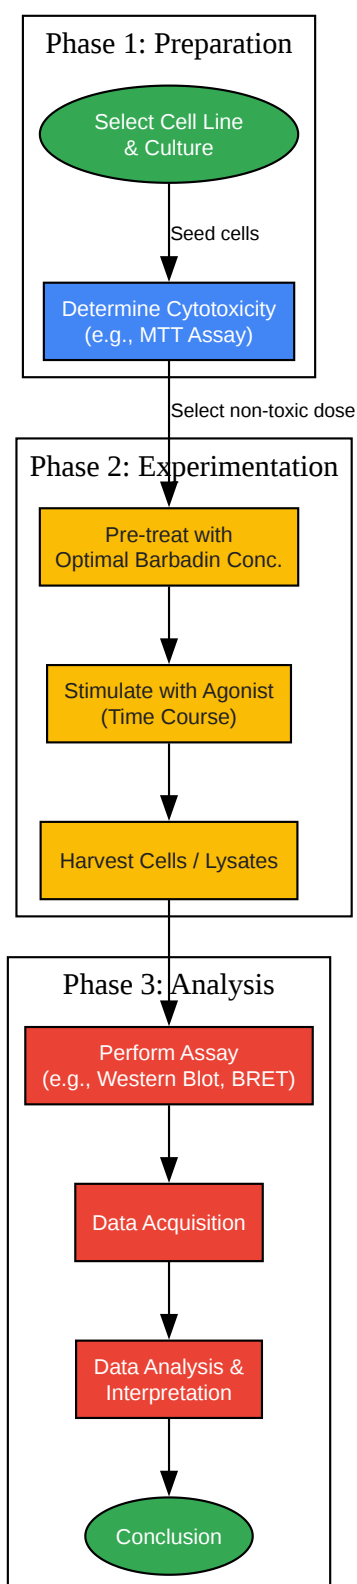 Phase 1: Preparation
Select Cell Line
& Culture
Seed cells
Determine Cytotoxicity
(e.g., MTT Assay)
Select non-toxic dose
Phase 2: Experimentation
Pre-treat with
Optimal Barbadin Conc.
Stimulate with Agonist
(Time Course)
Harvest Cells / Lysates
Phase 3: Analysis
Perform Assay
(e.g., Western Blot, BRET)
Data Acquisition
Data Analysis &
Interpretation
Conclusion